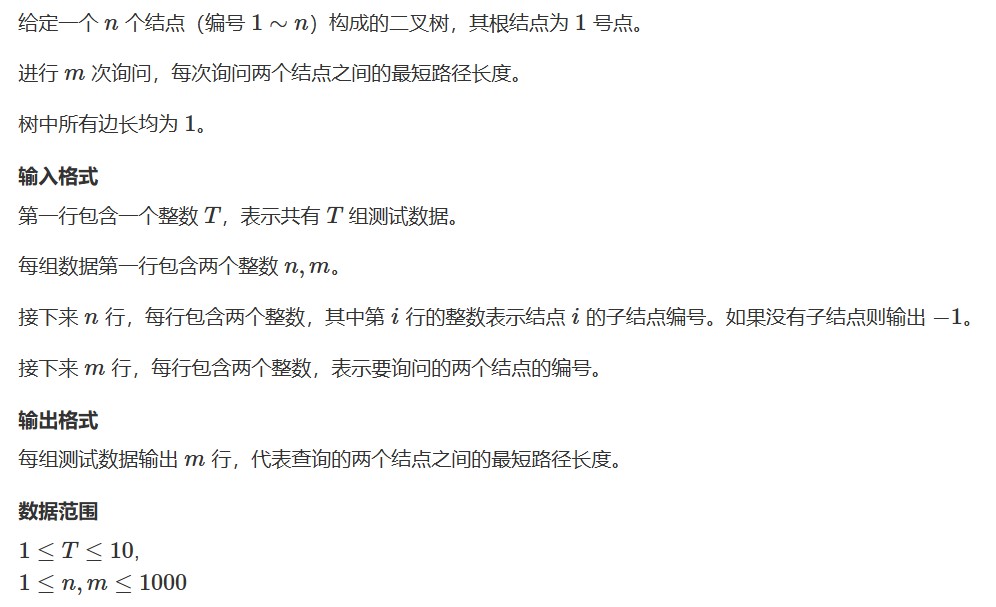 给定一个 n 个结点（编号 1 ∼ n）构成的二叉树，其根结点为 1 号点。
进行 m 次询问，每次询问两个结点之间的最短路径长度。
树中所有边长均为 1。
输入格式
第一行包含一个整数 T，表示共有 T 组测试数据。
每组数据第一行包含两个整数 n, m。
接下来 n 行，每行包含两个整数，其中第 i 行的整数表示结点 i 的子结点编号。如果没有子结点则输出 −1。
接下来 m 行，每行包含两个整数，表示要询问的两个结点的编号。
输出格式
每组测试数据输出 m 行，代表查询的两个结点之间的最短路径长度。
数据范围
1 ≤ T ≤ 10,
1 ≤ n, m ≤ 1000